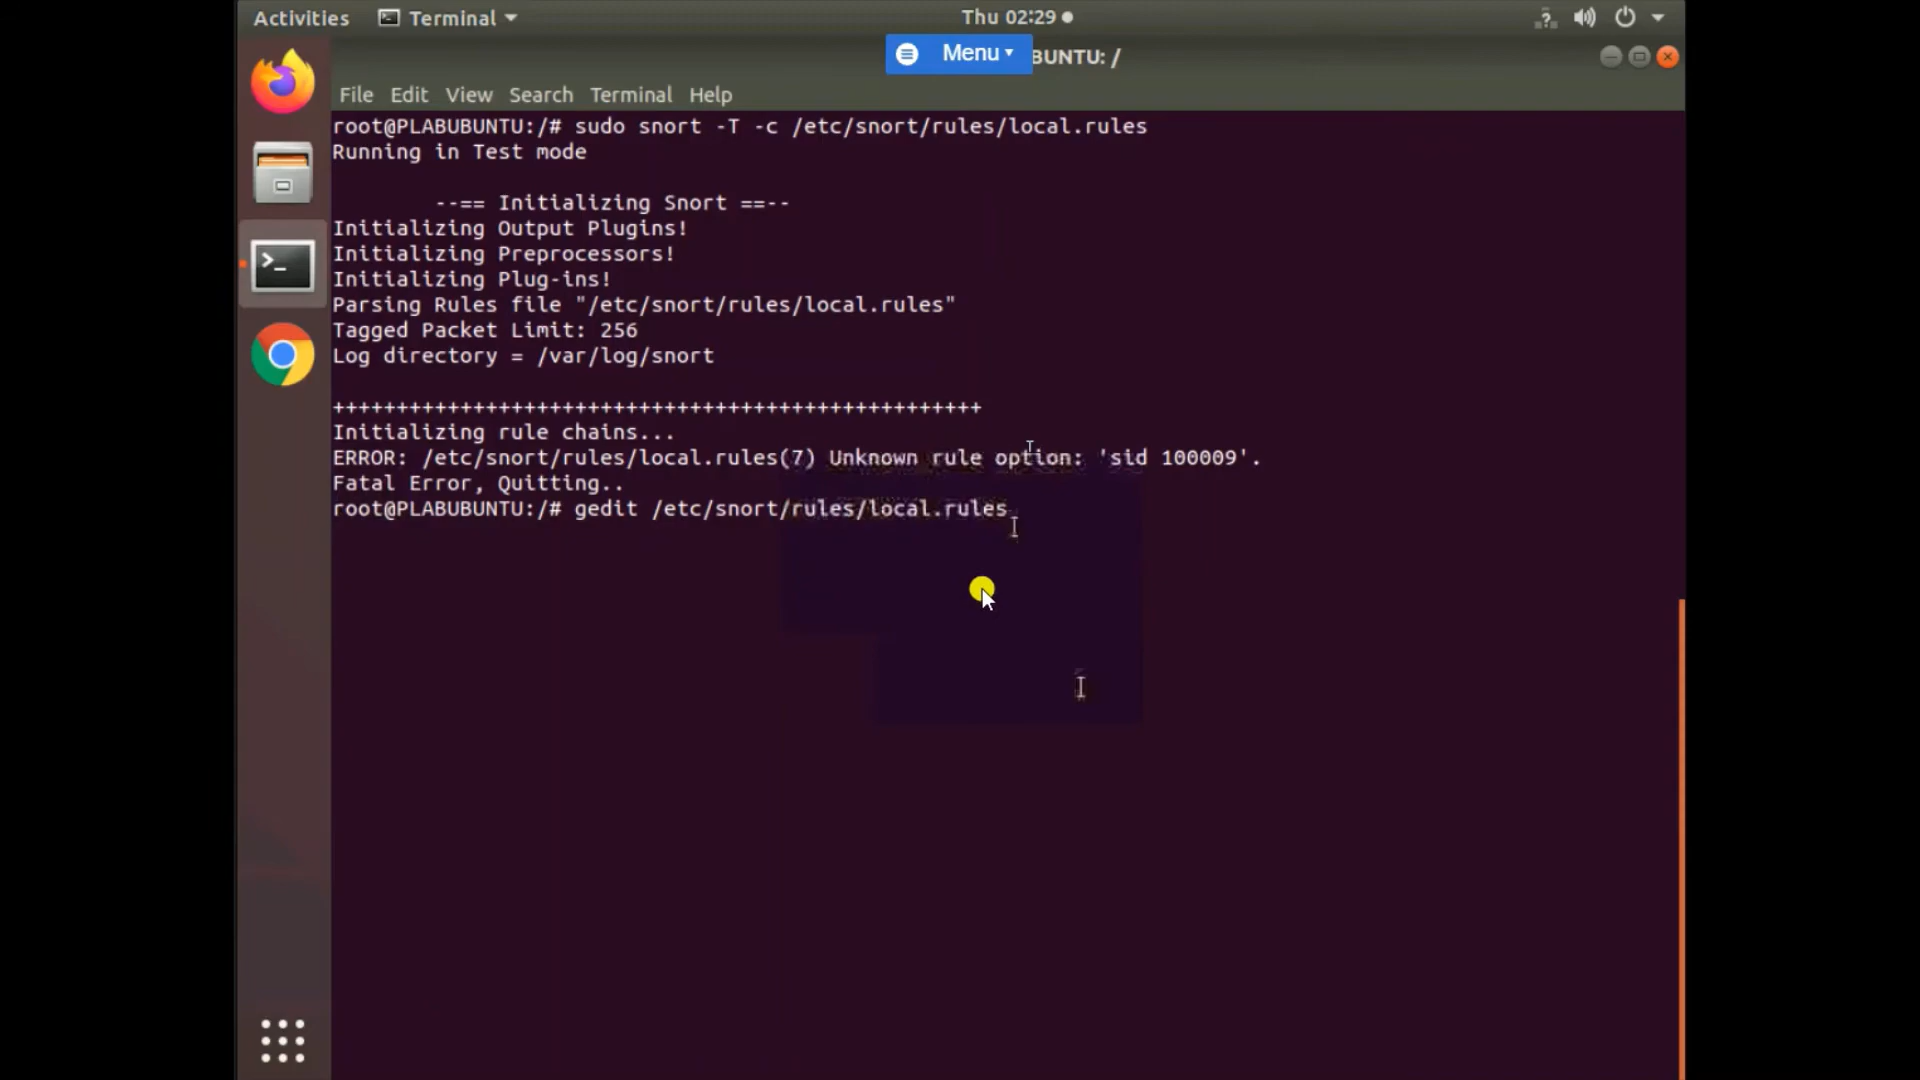 Activities Terminal Thu 02:29
Menu BUNTU: /
File Edit View Search Terminal Help
root@PLABUBUNTU:/# sudo snort -T -c /etc/snort/rules/local.rules
Running in Test mode
--== Initializing Snort ==--
Initializing Output Plugins!
Initializing Preprocessors!
Initializing Plug-ins!
Parsing Rules file "/etc/snort/rules/local.rules"
Tagged Packet Limit: 256
Log directory = /var/log/snort
+++++++++++++++++++++++++++++++++++++++++++++++++++
Initializing rule chains...
ERROR: /etc/snort/rules/local.rules(7) Unknown rule option: 'sid 100009'.
Fatal Error, Quitting..
root@PLABUBUNTU:/# gedit /etc/snort/rules/local.rules